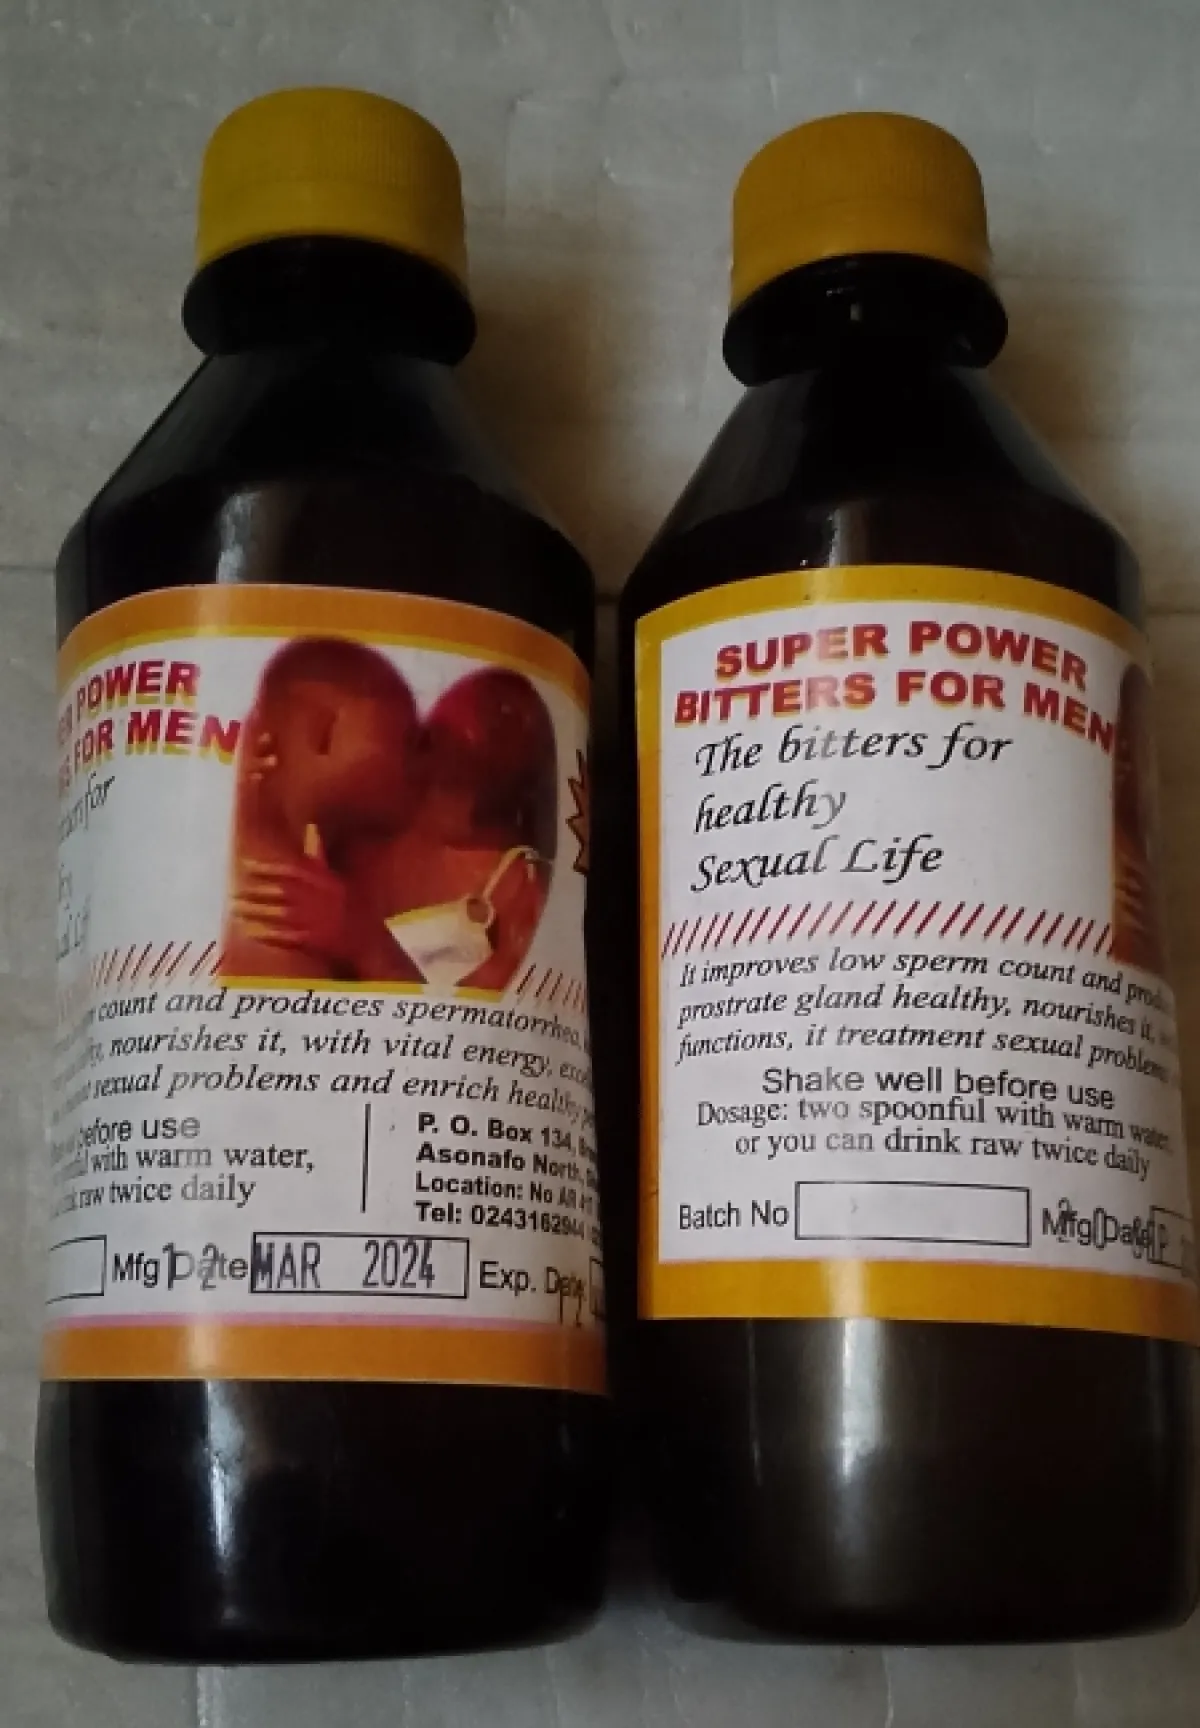 POWER
FOR MEN
for
count and produces spermatorrhea,
nourishes it, with vital energy,
sexual problems and enrich healthy
before use
with warm water,
raw twice daily
P. O. Box 134,
Asonafo North,
Location: No
Tel: 0243162944
Mfg Date MAR 2024 Exp. Date
SUPER POWER
BITTERS FOR MEN
The bitters for
healthy
Sexual Life
It improves low sperm count and
prostrate gland healthy, nourishes it,
functions, it treatment sexual problems
Shake well before use
Dosage: two spoonful with warm water,
or you can drink raw twice daily
Batch No Mfg Date